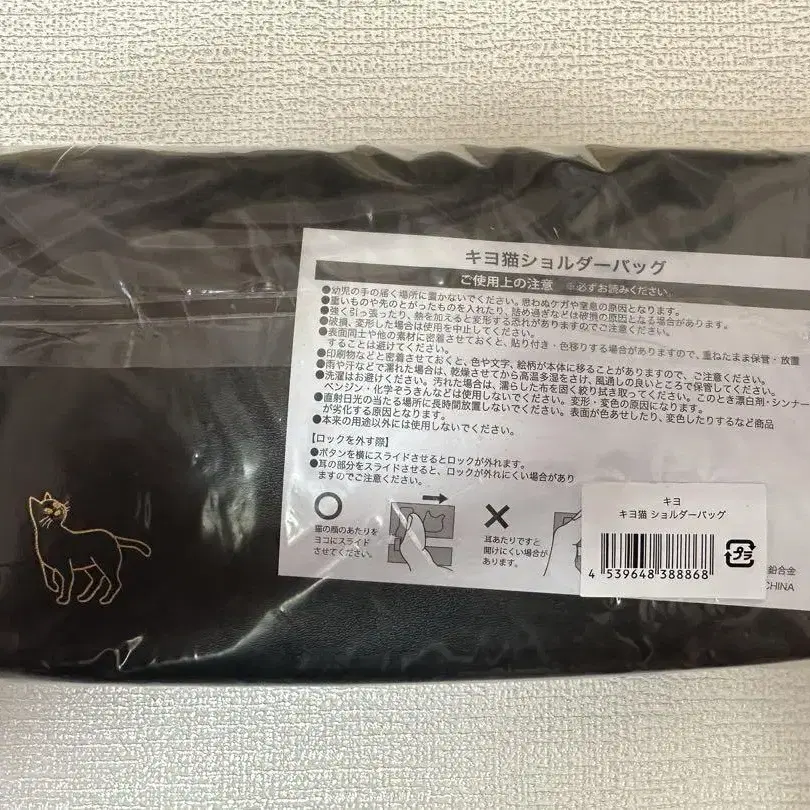 キヨ猫ショルダーバッグ
ご使用上の注意 ※必ずお読みください。
●幼児の手の届く場所に置かないでください。思わぬケガや窒息の原因となります。
●重いものや先のとがったものを入れたり、詰め過ぎなどは破損の原因となる場合があります。
●強く引っ張ったり、熱を加えると変形する恐れがありますのでご注意ください。
●破損、変形した場合は使用を中止してください。
●表面同士や他の素材に密着させておくと、貼り付き・色移りする場合がありますので、重ねたまま保管・放置
することは避けてください。
●印刷物などと密着させておくと、色や文字、絵柄が本体に移ることがありますので、ご注意ください。
●雨や汗などで濡れた場合は、乾燥させてから高温多湿をさけ、風通しの良いところで保管してください。
●洗濯はお避けください。汚れた場合は、濡らした布を固く絞り拭き取ってください。このとき漂白剤・シンナー
ベンジン・化学ぞうきんなどは使用しないでください。変形・変色の原因になります。
●直射日光の当たる場所に長時間放置しないでください。表面が色あせしたり、変色したりするなど商品
が劣化する原因となります。
●本来の用途以外には使用しないでください。
【ロックを外す際】
●ボタンを横にスライドさせるとロックが外れます。
●耳の部分をスライドさせると、ロックが外れにくい場合があり
ますのでご注意ください。
猫の顔のあたりを
ヨコにスライド
させてください。
耳あたりですと
開けにくい場合が
あります。
キヨ
キヨ猫 ショルダーバッグ
4 539648 388868
プラ
鉛合金
CHINA